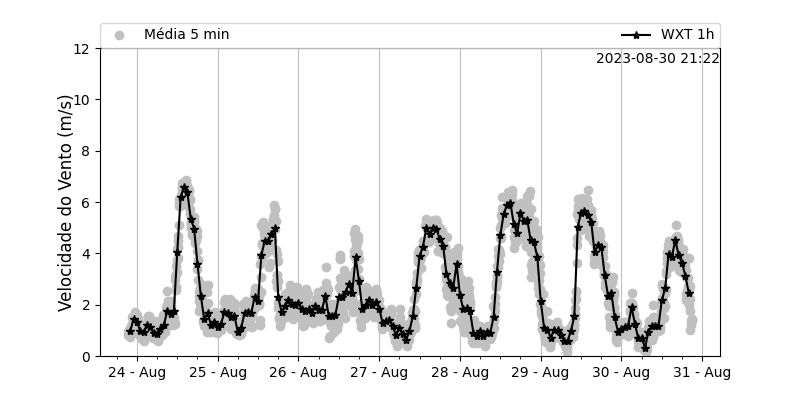 Média 5 min
WXT 1h
2023-08-30 21:22
Velocidade do Vento (m/s)
12
10
8
6
4
2
0
24 - Aug
25 - Aug
26 - Aug
27 - Aug
28 - Aug
29 - Aug
30 - Aug
31 - Aug